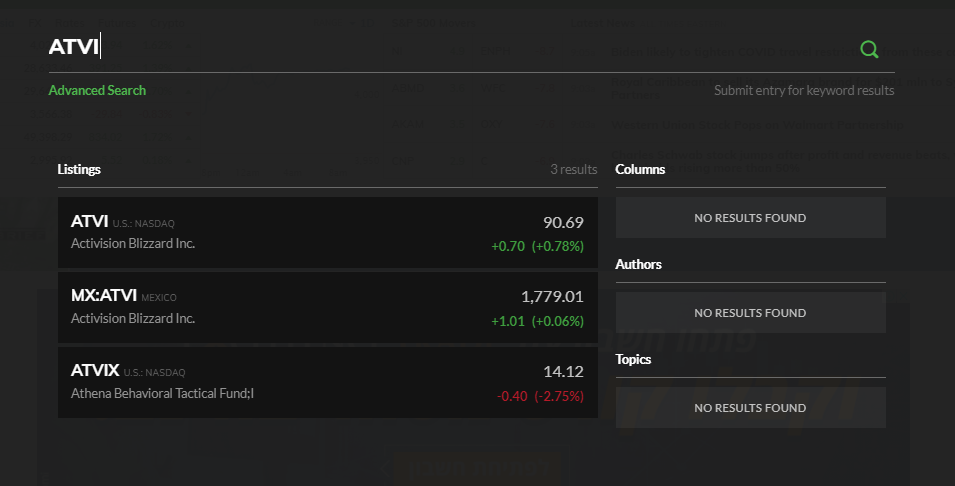 ATVI
Advanced Search
Submit entry for keyword results
Listings
3 results
ATVI U.S.: NASDAQ
90.69
Activision Blizzard Inc.
+0.70 (+0.78%)
MX:ATVI MEXICO
1,779.01
Activision Blizzard Inc.
+1.01 (+0.06%)
ATVIX U.S.: NASDAQ
14.12
Athena Behavioral Tactical Fund;I
-0.40 (-2.75%)
Columns
NO RESULTS FOUND
Authors
NO RESULTS FOUND
Topics
NO RESULTS FOUND